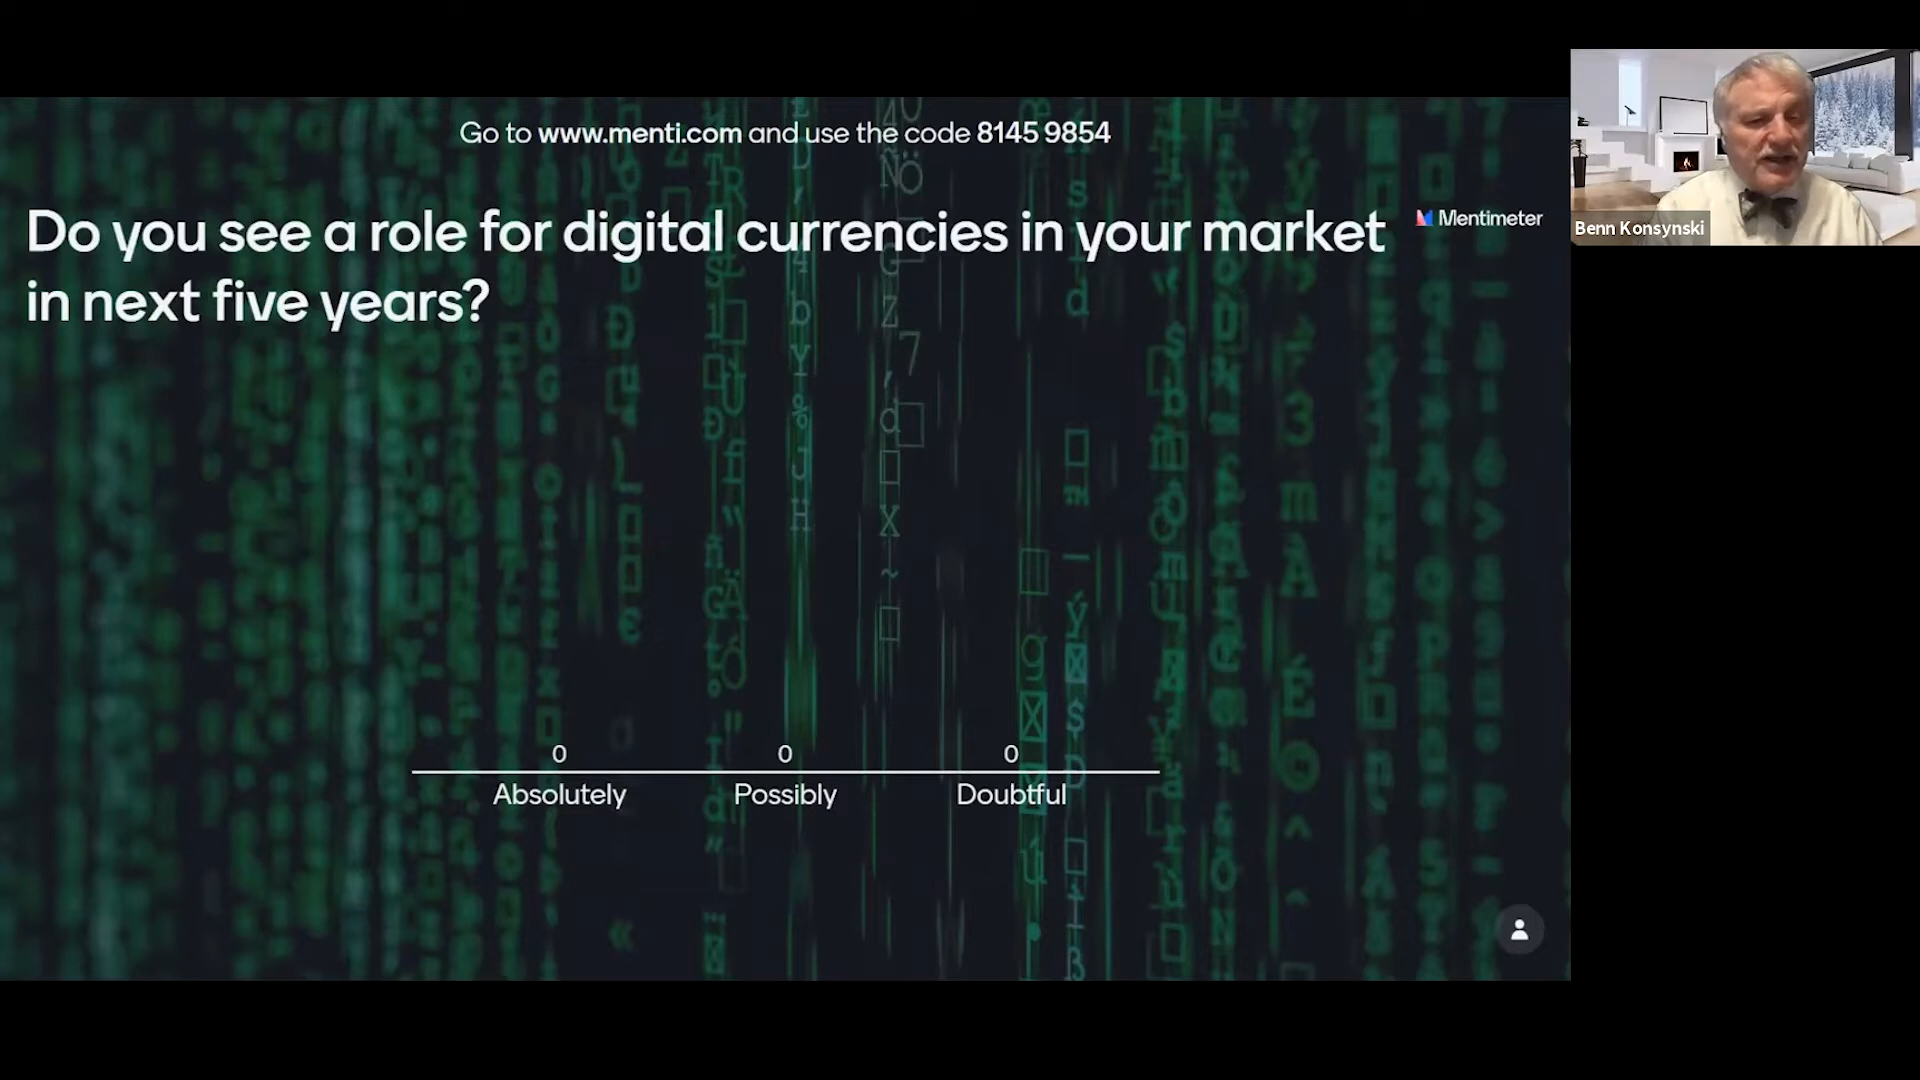 Go to www.menti.com and use the code 8145 9854
Do you see a role for digital currencies in your market
in next five years?
Mentimeter
Benn Konsynski
0
0
0
Absolutely
Possibly
Doubtful